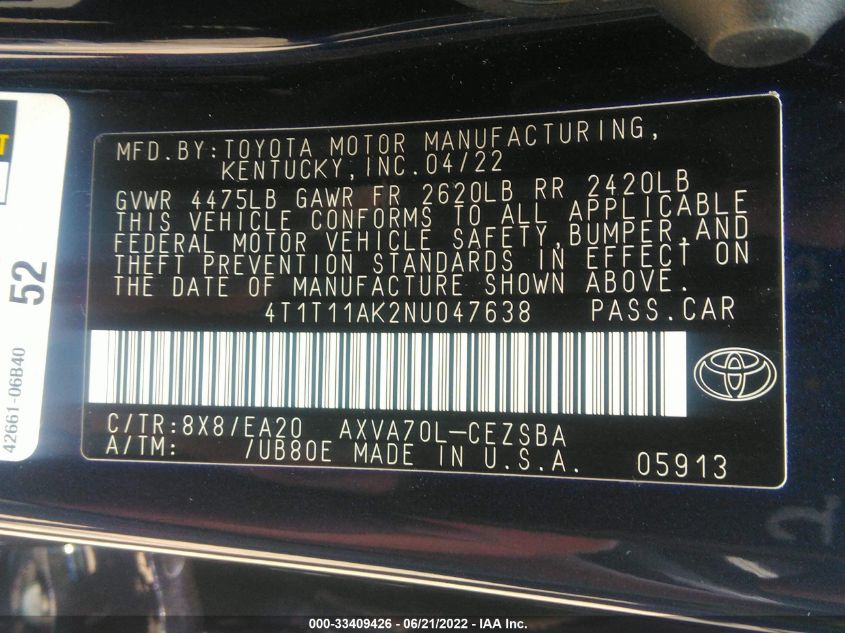 MFD.BY:TOYOTA MOTOR MANUFACTURING,
KENTUCKY,INC.04/22
GVWR 4475LB GAWR FR 2620LB RR 2420LB
THIS VEHICLE CONFORMS TO ALL APPLICABLE
FEDERAL MOTOR VEHICLE SAFETY,BUMPER,AND
THEFT PREVENTION STANDARDS IN EFFECT ON
THE DATE OF MANUFACTURE SHOWN ABOVE.
4T1T11AK2NU047638 PASS.CAR
C/TR:8X8/EA20 AXVA70L-CEZSBA
A/TM: /UB80E MADE IN U.S.A. 05913
52
42661-06B40
2
000-33409426 - 06/21/2022 - IAA Inc.